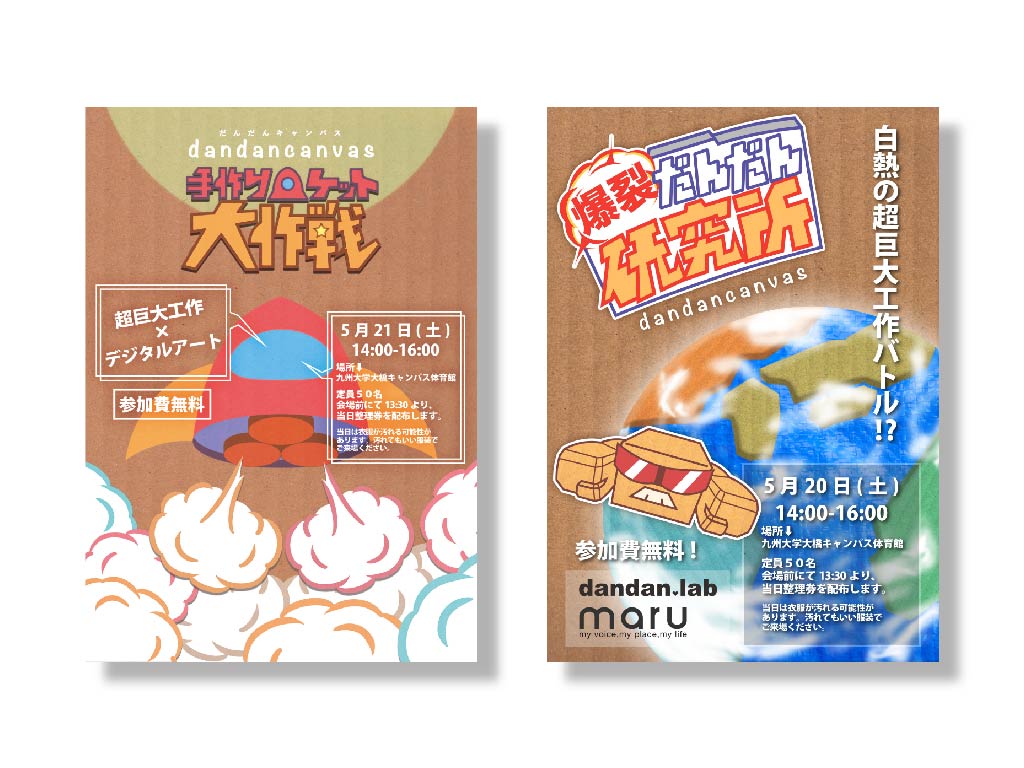 だんだんキャンバス
dandancanvas
手作りロケット
大作戦
超巨大工作
×
デジタルアート
参加費無料
5月21日(土)
14:00-16:00
場所⬇
九州大学大橋キャンパス体育館
定員５０名
会場前にて13:30より、
当日整理券を配布します。
当日は衣服が汚れる可能性が
あります。汚れてもいい服装で
ご来場ください。
爆裂
だんだん
研究所
dandancanvas
白熱の超巨大工作バトル!?
5月20日(土)
14:00-16:00
場所⬇
九州大学大橋キャンパス体育館
定員５０名
会場前にて13:30より、
当日整理券を配布します。
当日は衣服が汚れる可能性が
あります。汚れてもいい服装で
ご来場ください。
参加費無料！
dandan.lab
maru
my voice,my place,my life